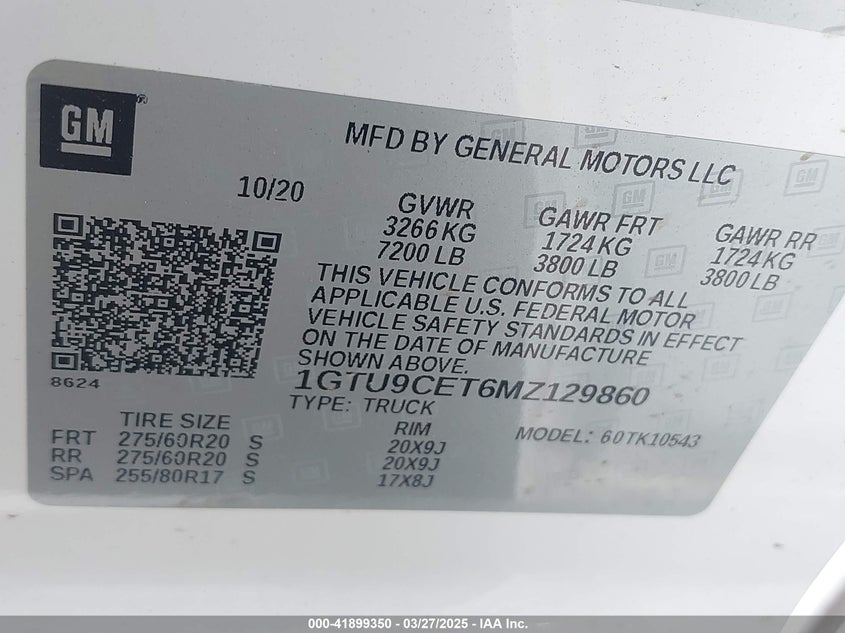 GM
MFD BY GENERAL MOTORS LLC
10/20
GVWR
3266 KG
7200 LB
GAWR FRT
1724 KG
3800 LB
GAWR RR
1724 KG
3800 LB
THIS VEHICLE CONFORMS TO ALL
APPLICABLE U.S. FEDERAL MOTOR
VEHICLE SAFETY STANDARDS IN EFFECT
ON THE DATE OF MANUFACTURE
SHOWN ABOVE.
8624
1GTU9CET6MZ129860
TYPE: TRUCK
MODEL: 60TK10543
TIRE SIZE RIM
FRT 275/60R20 S 20X9J
RR 275/60R20 S 20X9J
SPA 255/80R17 S 17X8J
000-41899350 / 03/27/2025 - IAA Inc.